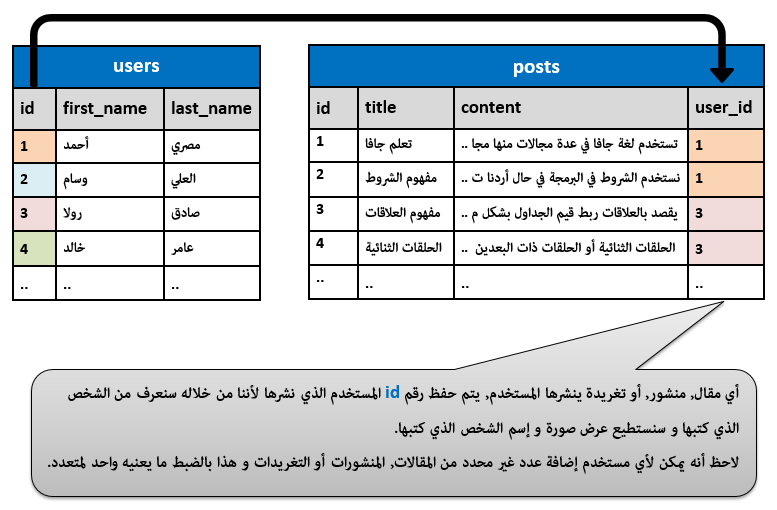 users
id first_name last_name
1 أحمد مصري
2 وسام العلي
3 رولا صادق
4 خالد عامر
.. .. ..
posts
id title content user_id
1 تعلم جافا تستخدم لغة جافا في عدة مجالات منها مجا .. 1
2 مفهوم الشروط نستخدم الشروط في البرمجة في حال أردنا ت .. 1
3 مفهوم العلاقات يقصد بالعلاقات ربط قيم الجداول بشكل م .. 3
4 الحلقات الثنائية الحلقات الثنائية أو الحلقات ذات البعدين .. 3
.. .. .. ..
أي مقال, منشور, أو تغريدة ينشرها المستخدم, يتم حفظ رقم id المستخدم الذي نشرها لأننا من خلاله سنعرف من الشخص
الذي كتبها و سنستطيع عرض صورة و إسم الشخص الذي كتبها.
لاحظ أنه يمكن لأي مستخدم إضافة عدد غير محدد من المقالات, المنشورات أو التغريدات و هذا بالضبط ما يعنيه واحد لمتعدد.